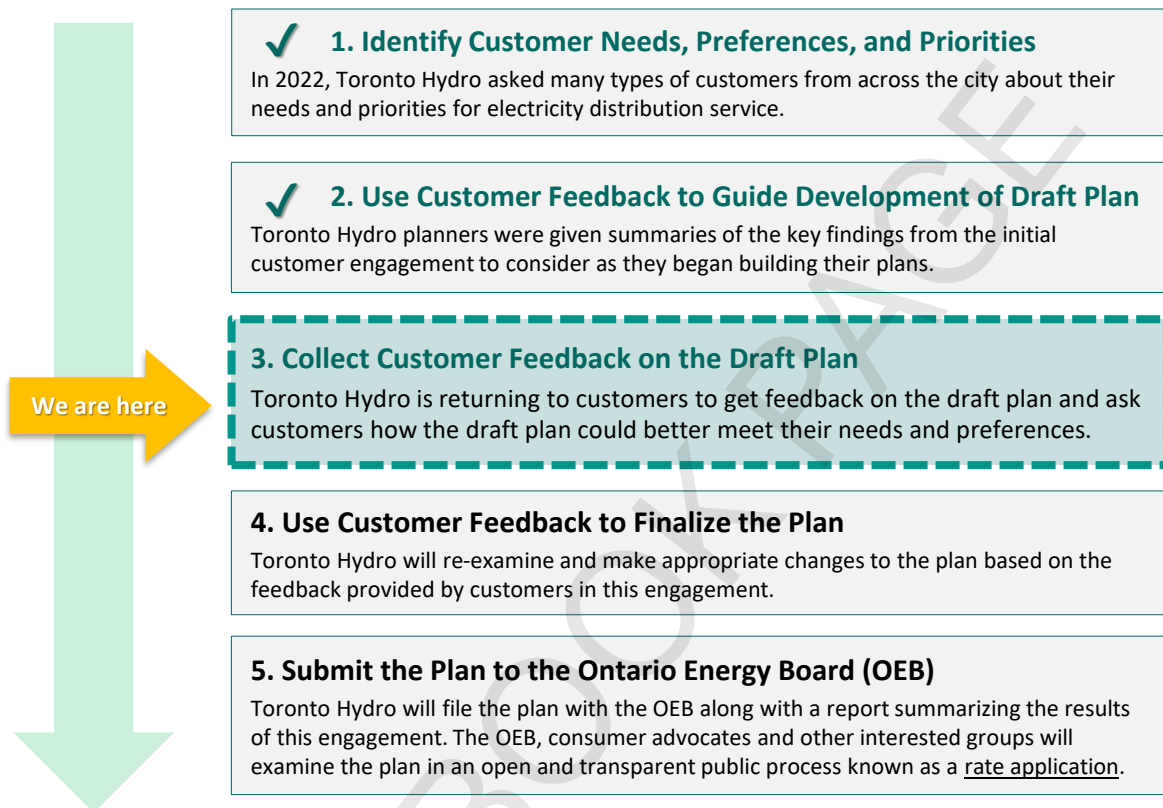 ✓ 1. Identify Customer Needs, Preferences, and Priorities
In 2022, Toronto Hydro asked many types of customers from across the city about their
needs and priorities for electricity distribution service.
✓ 2. Use Customer Feedback to Guide Development of Draft Plan
Toronto Hydro planners were given summaries of the key findings from the initial
customer engagement to consider as they began building their plans.
We are here
3. Collect Customer Feedback on the Draft Plan
Toronto Hydro is returning to customers to get feedback on the draft plan and ask
customers how the draft plan could better meet their needs and preferences.
4. Use Customer Feedback to Finalize the Plan
Toronto Hydro will re-examine and make appropriate changes to the plan based on the
feedback provided by customers in this engagement.
5. Submit the Plan to the Ontario Energy Board (OEB)
Toronto Hydro will file the plan with the OEB along with a report summarizing the results
of this engagement. The OEB, consumer advocates and other interested groups will
examine the plan in an open and transparent public process known as a rate application.
BOOK PAGE